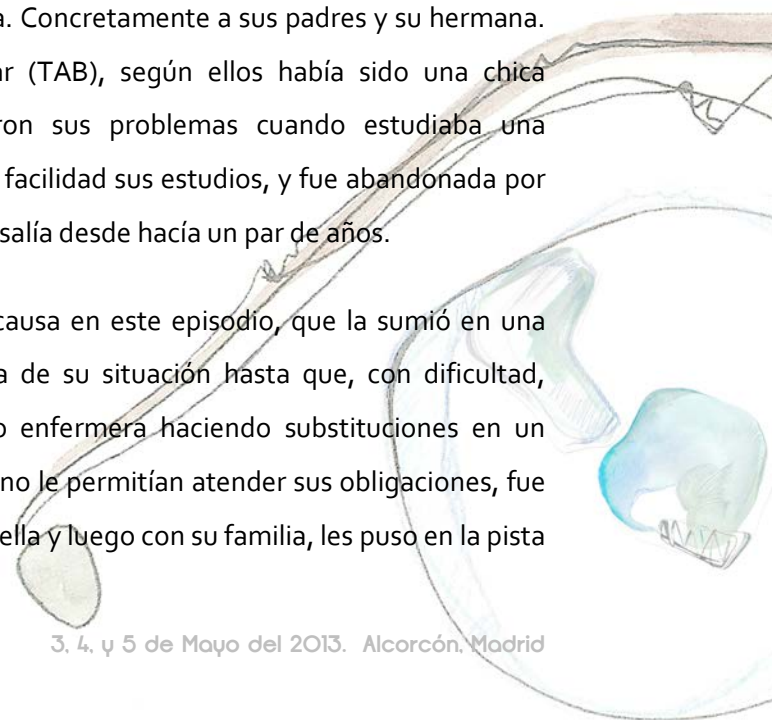 a. Concretamente a sus padres y su hermana.
ar (TAB), según ellos había sido una chica
ron sus problemas cuando estudiaba una
facilidad sus estudios, y fue abandonada por
salía desde hacía un par de años.
causa en este episodio, que la sumió en una
a de su situación hasta que, con dificultad,
o enfermera haciendo substituciones en un
no le permitían atender sus obligaciones, fue
ella y luego con su familia, les puso en la pista
3, 4, y 5 de Mayo del 2013. Alcorcón, Madrid